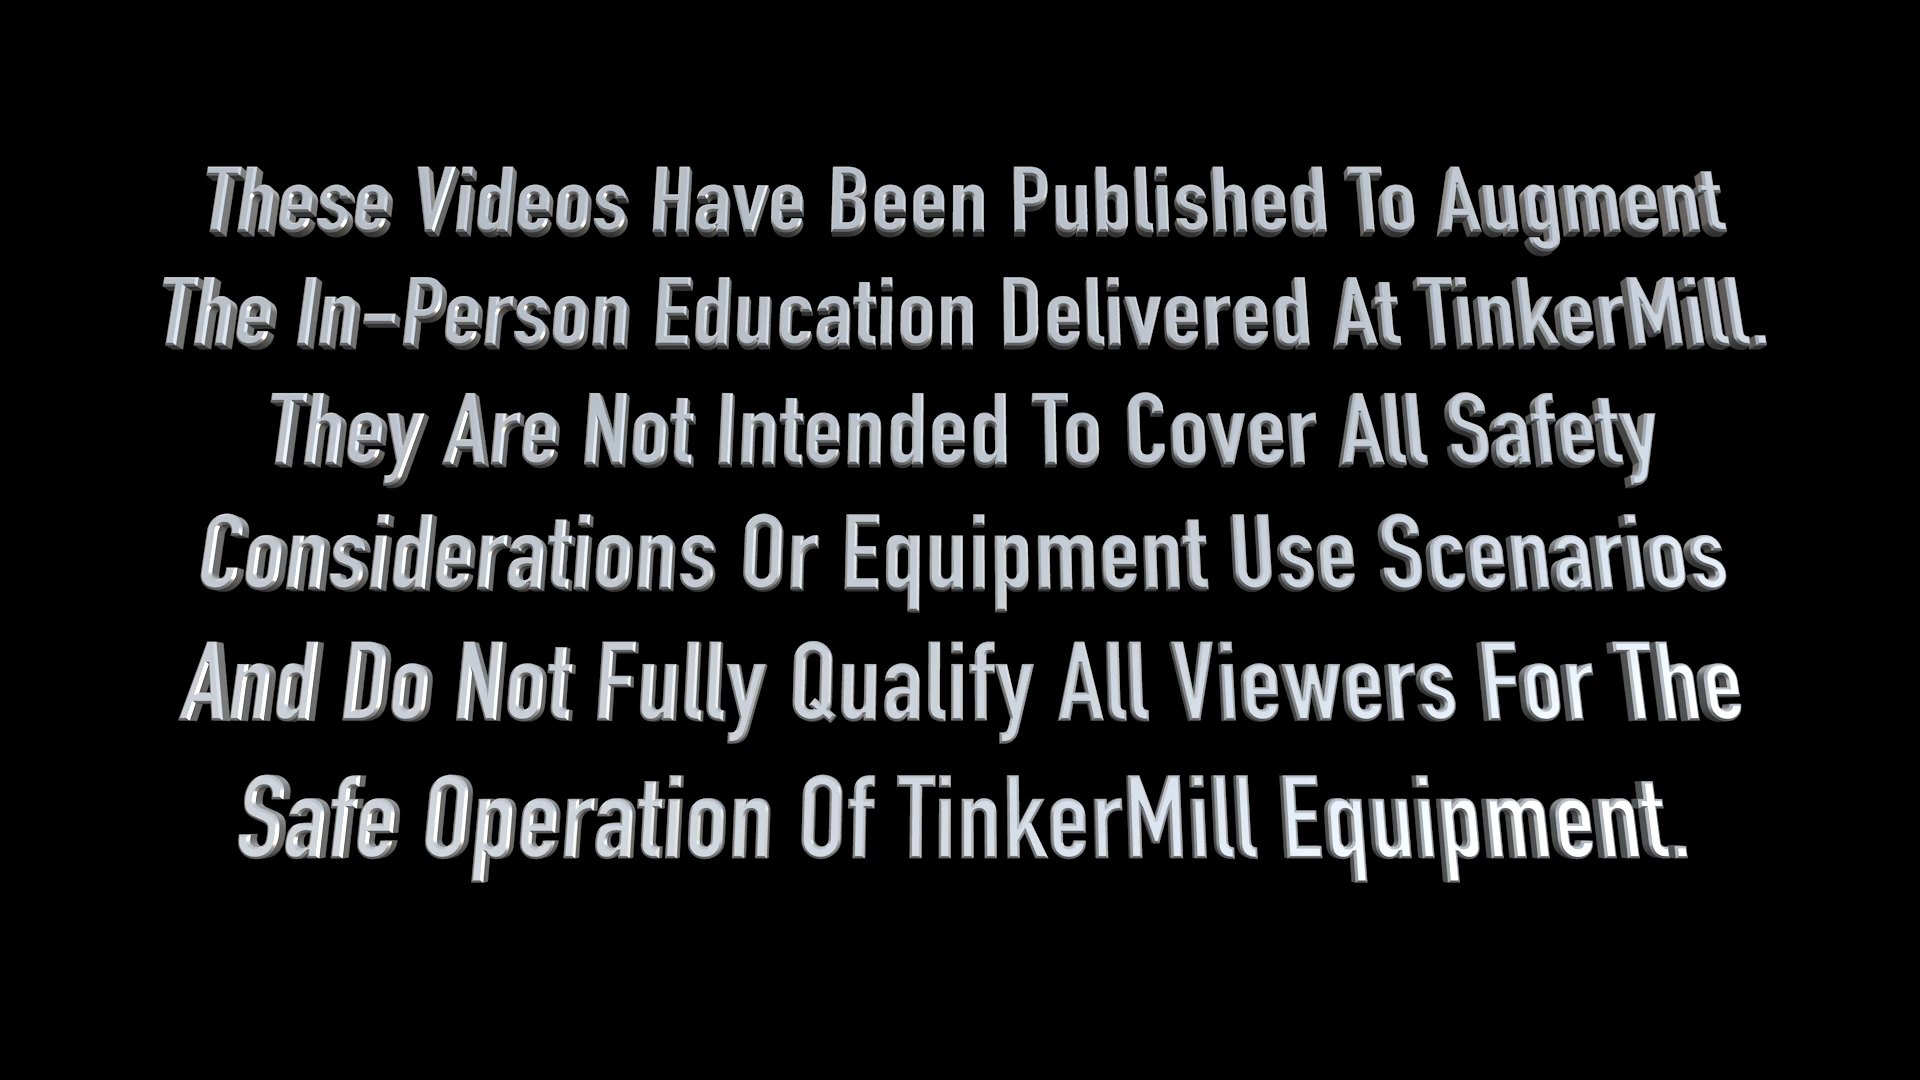 These Videos Have Been Published To Augment
The In-Person Education Delivered At TinkerMill.
They Are Not Intended To Cover All Safety
Considerations Or Equipment Use Scenarios
And Do Not Fully Qualify All Viewers For The
Safe Operation Of TinkerMill Equipment.